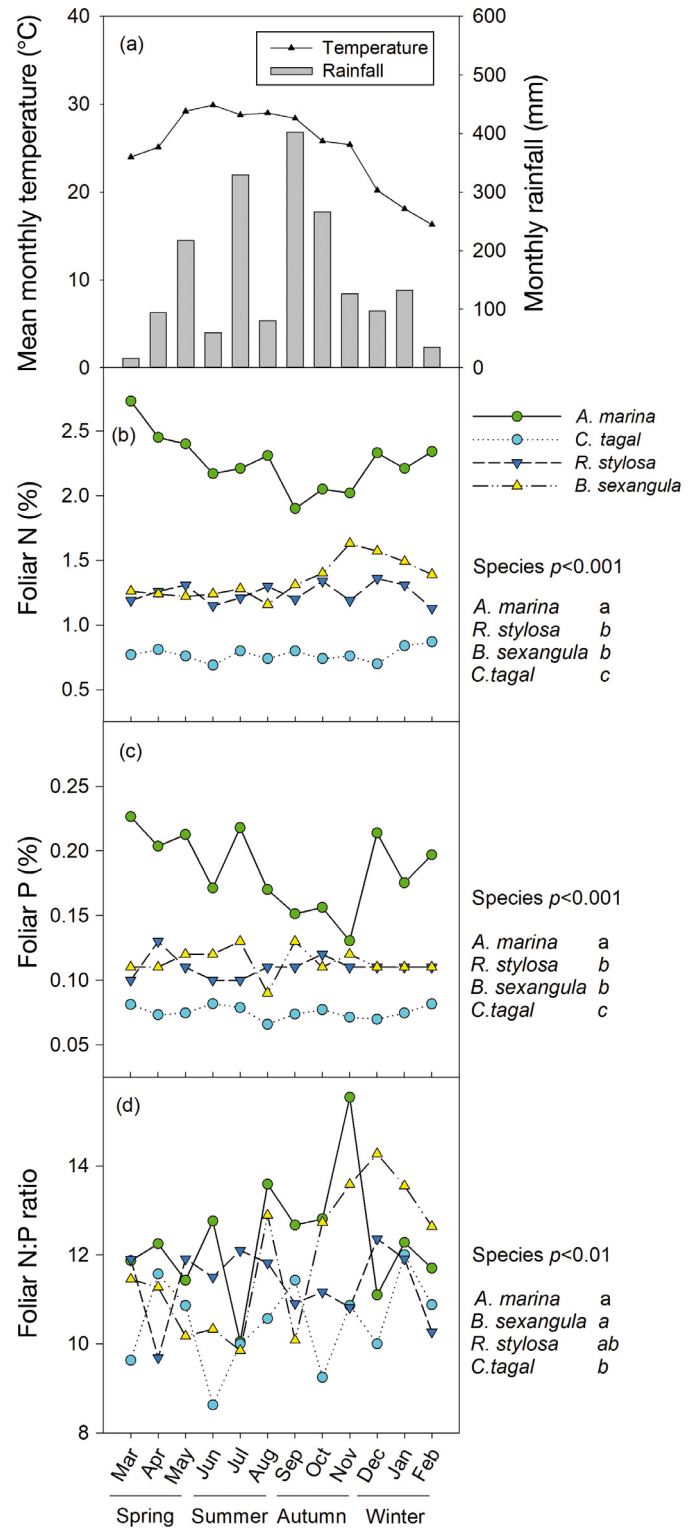 (a)
Temperature
Rainfall
Mean monthly temperature (°C)
40
30
20
10
0
Monthly rainfall (mm)
600
500
400
300
200
100
0
(b)
Foliar N (%)
2.5
2.0
1.5
1.0
0.5
A. marina
C. tagal
R. stylosa
B. sexangula
Species p<0.001
A. marina a
R. stylosa b
B. sexangula b
C.tagal c
(c)
Foliar P (%)
0.25
0.20
0.15
0.10
0.05
Species p<0.001
A. marina a
R. stylosa b
B. sexangula b
C.tagal c
(d)
Foliar N:P ratio
14
12
10
8
Species p<0.01
A. marina a
B. sexangula a
R. stylosa ab
C.tagal b
Mar Apr May Jun Jul Aug Sep Oct Nov Dec Jan Feb
Spring Summer Autumn Winter